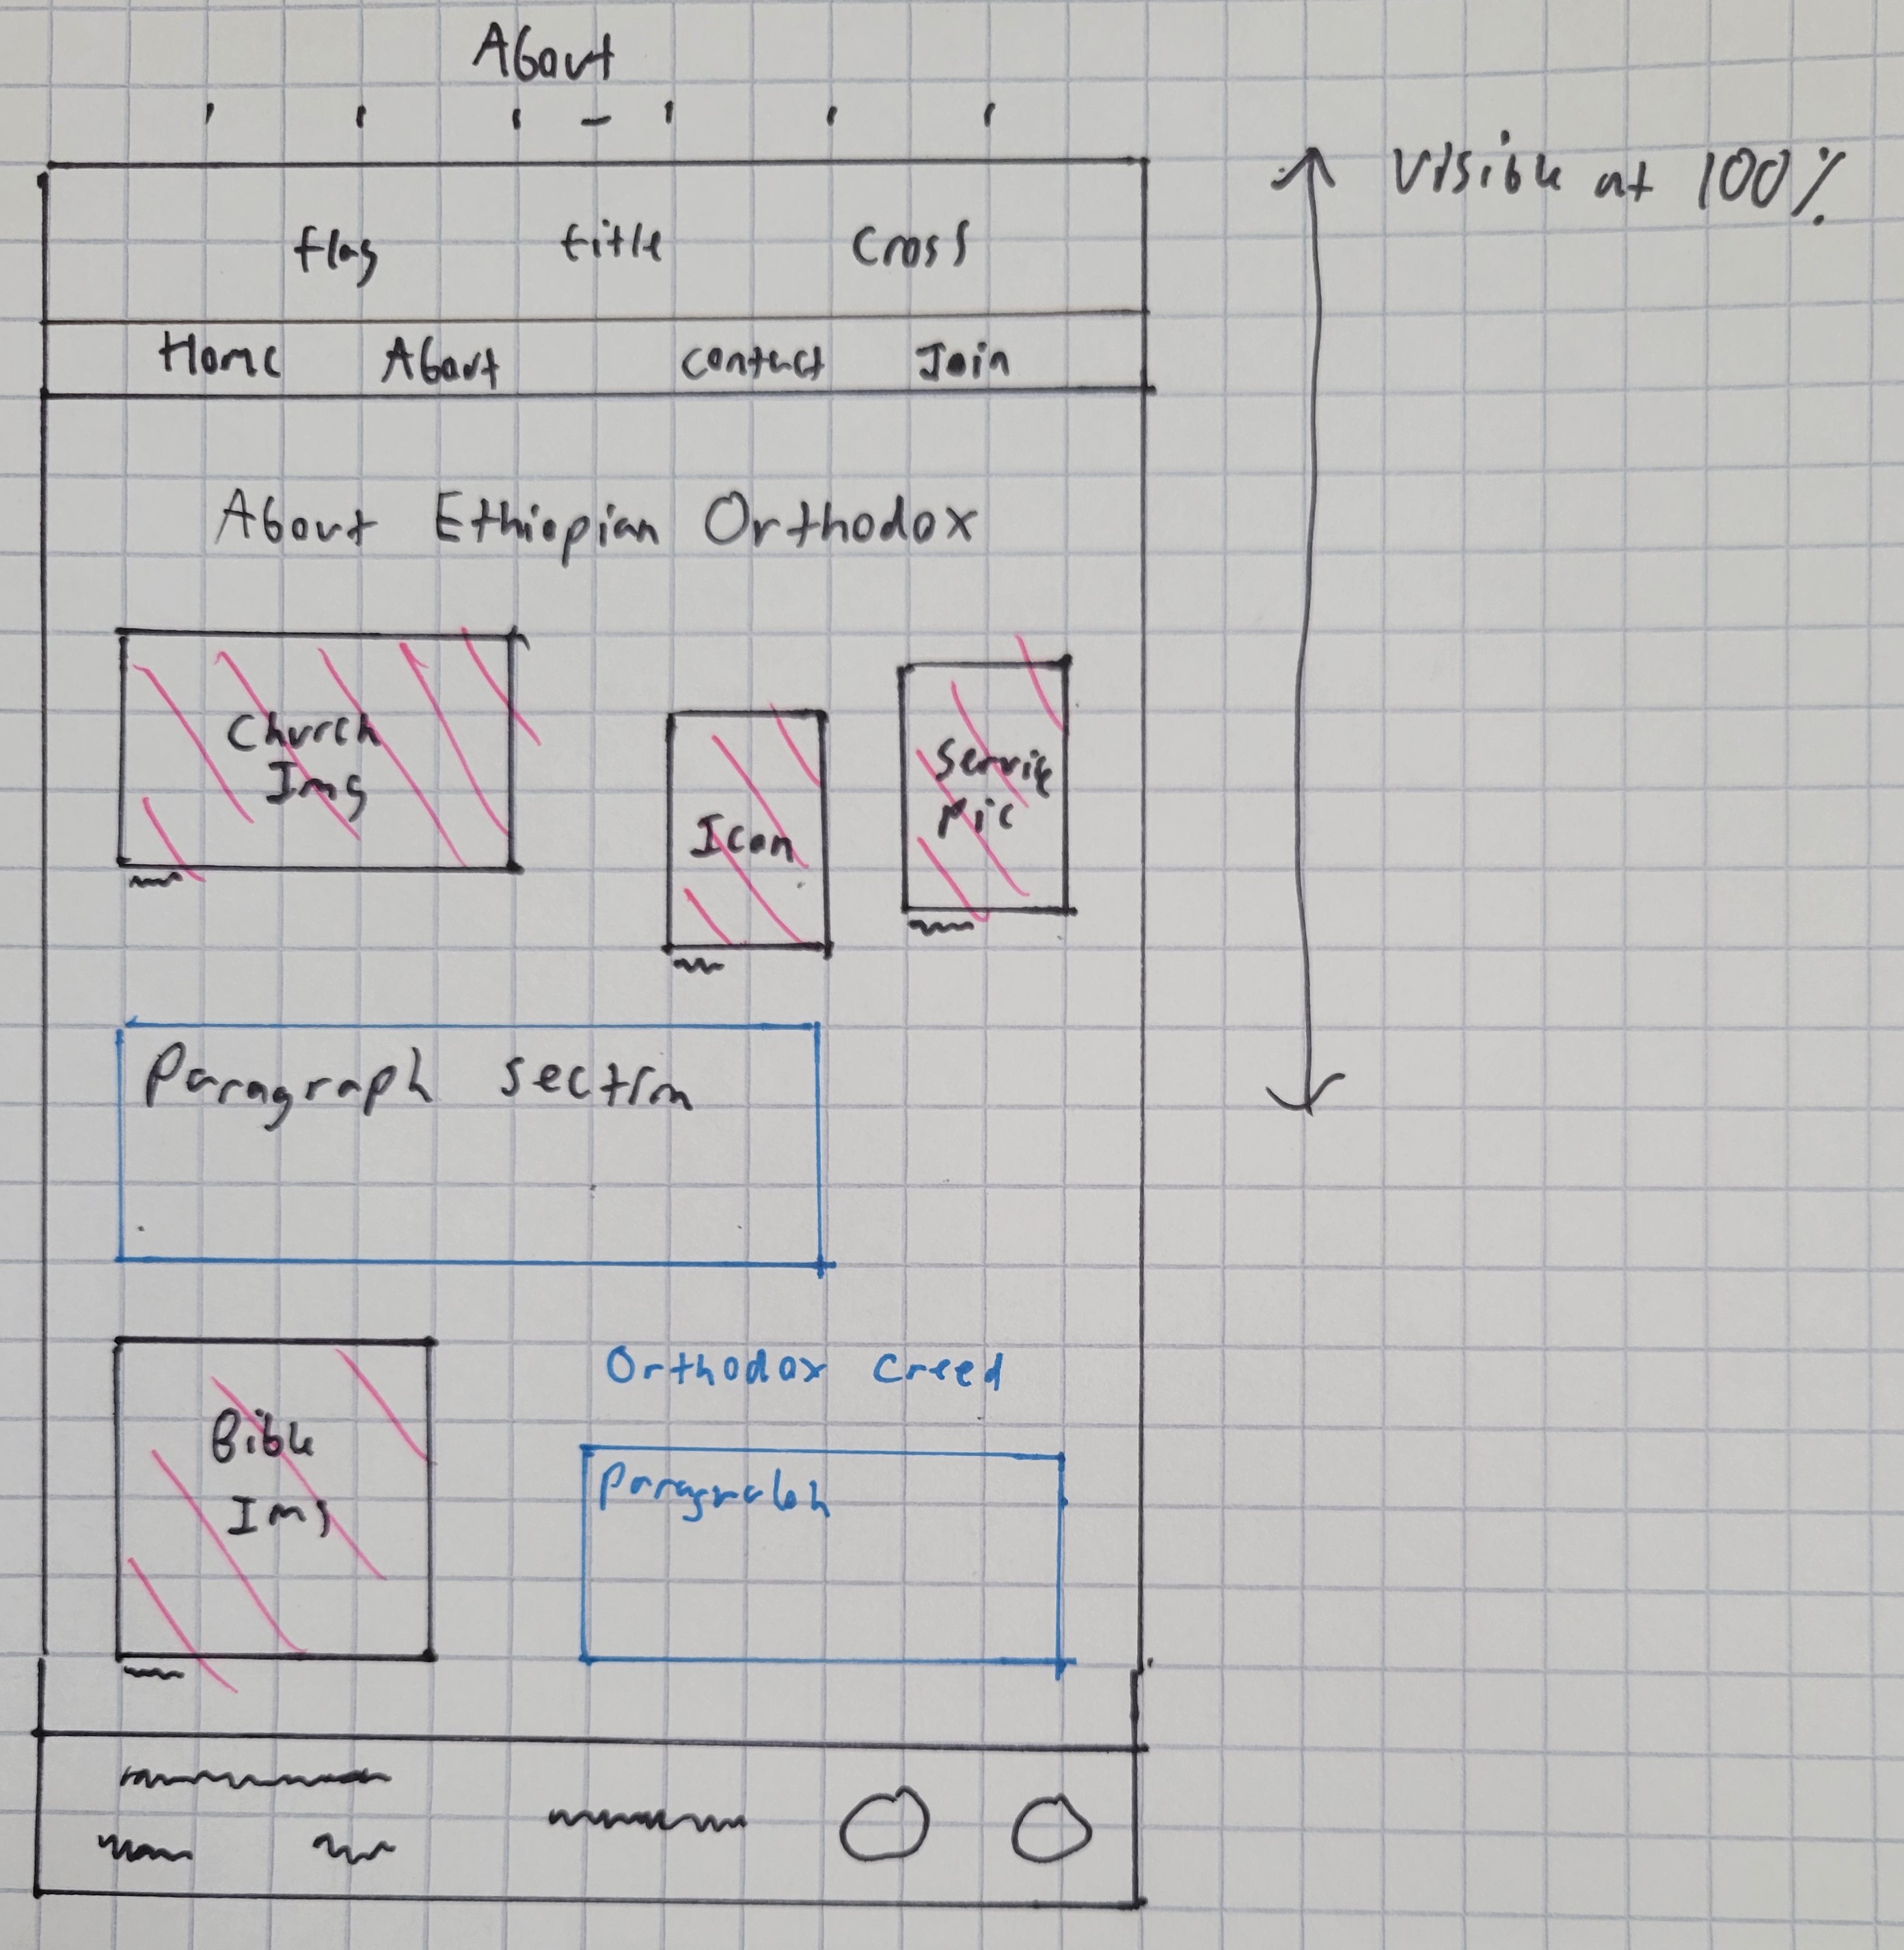 About
visible at 100%
flag title Cross
Home About contact Join
About Ethiopian Orthodox
Church
Img
Service
Pic
Icon
Paragraph section
Orthodox Creed
Bible
Img
Paragraph